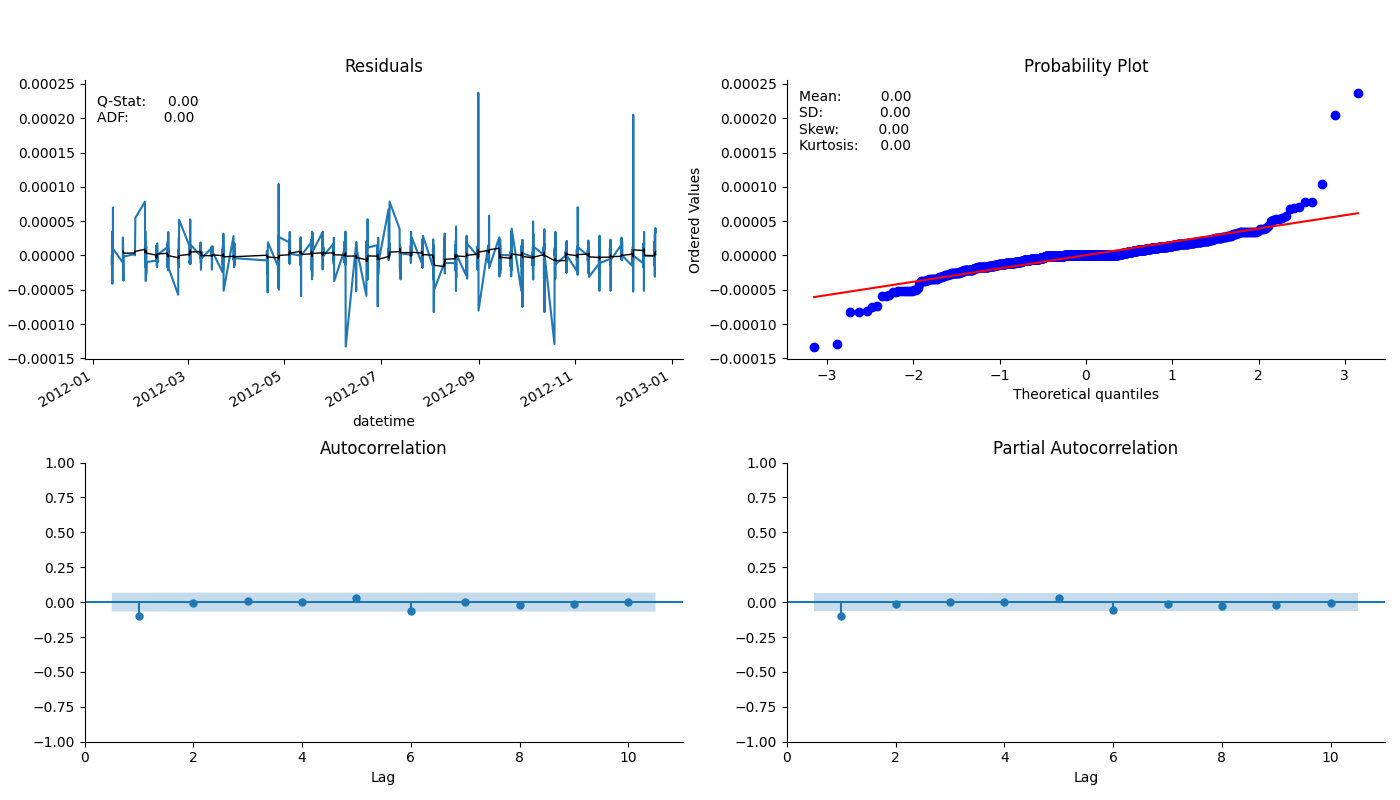 Residuals
0.00025
0.00020
0.00015
0.00010
0.00005
0.00000
−0.00005
−0.00010
−0.00015
Q-Stat: 0.00
ADF: 0.00
2012-01
2012-03
2012-05
2012-07
2012-09
2012-11
2013-01
datetime
Probability Plot
Ordered Values
0.00025
0.00020
0.00015
0.00010
0.00005
0.00000
−0.00005
−0.00010
−0.00015
Mean: 0.00
SD: 0.00
Skew: 0.00
Kurtosis: 0.00
−3 −2 −1 0 1 2 3
Theoretical quantiles
Autocorrelation
1.00
0.75
0.50
0.25
0.00
−0.25
−0.50
−0.75
−1.00
0 2 4 6 8 10
Lag
Partial Autocorrelation
1.00
0.75
0.50
0.25
0.00
−0.25
−0.50
−0.75
−1.00
0 2 4 6 8 10
Lag